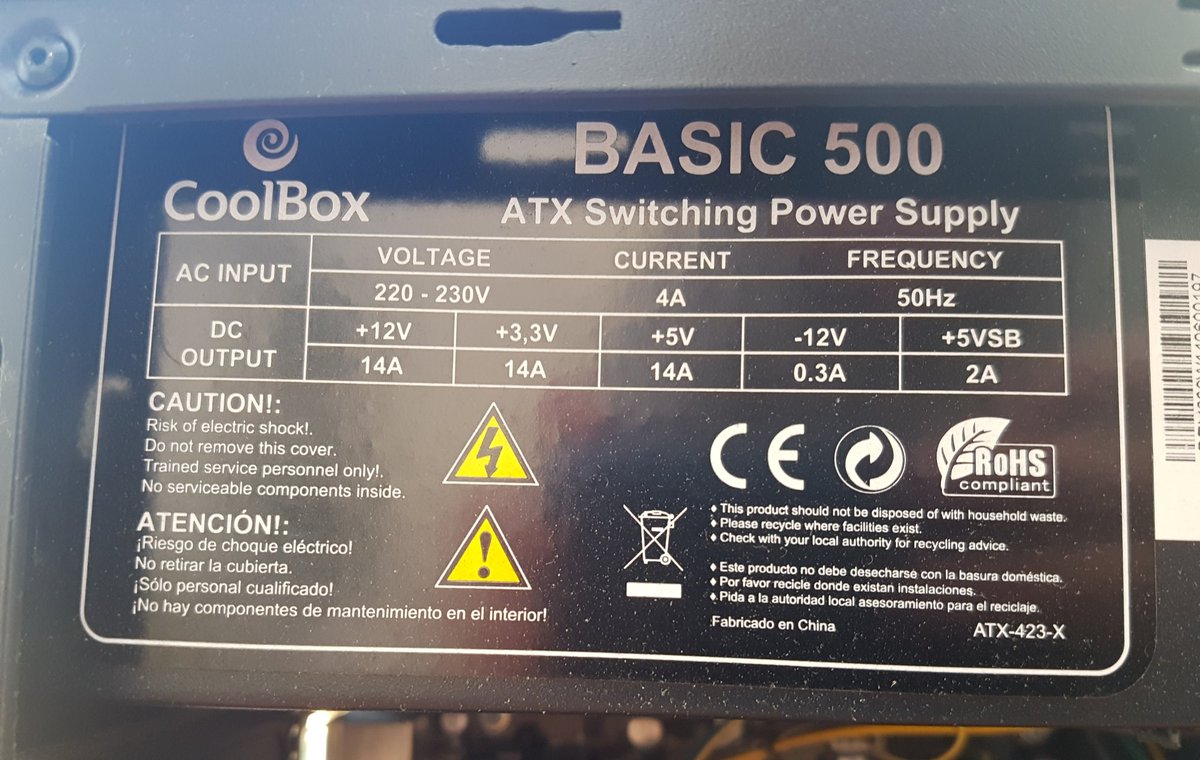 CoolBox
BASIC 500
ATX Switching Power Supply
AC INPUT
VOLTAGE CURRENT FREQUENCY
220 - 230V 4A 50Hz
DC OUTPUT
+12V +3,3V +5V -12V +5VSB
14A 14A 14A 0.3A 2A
CAUTION!:
Risk of electric shock!.
Do not remove this cover.
Trained service personnel only!.
No serviceable components inside.
ATENCIÓN!:
¡Riesgo de choque eléctrico!
No retirar la cubierta.
¡Sólo personal cualificado!
¡No hay componentes de mantenimiento en el interior!
CE
RoHS
compliant
♦ This product should not be disposed of with household waste.
♦ Please recycle where facilities exist.
♦ Check with your local authority for recycling advice.
♦ Este producto no debe desecharse con la basura doméstica.
♦ Por favor recicle donde existan instalaciones.
♦ Pida a la autoridad local asesoramiento para el reciclaje.
Fabricado en China
ATX-423-X